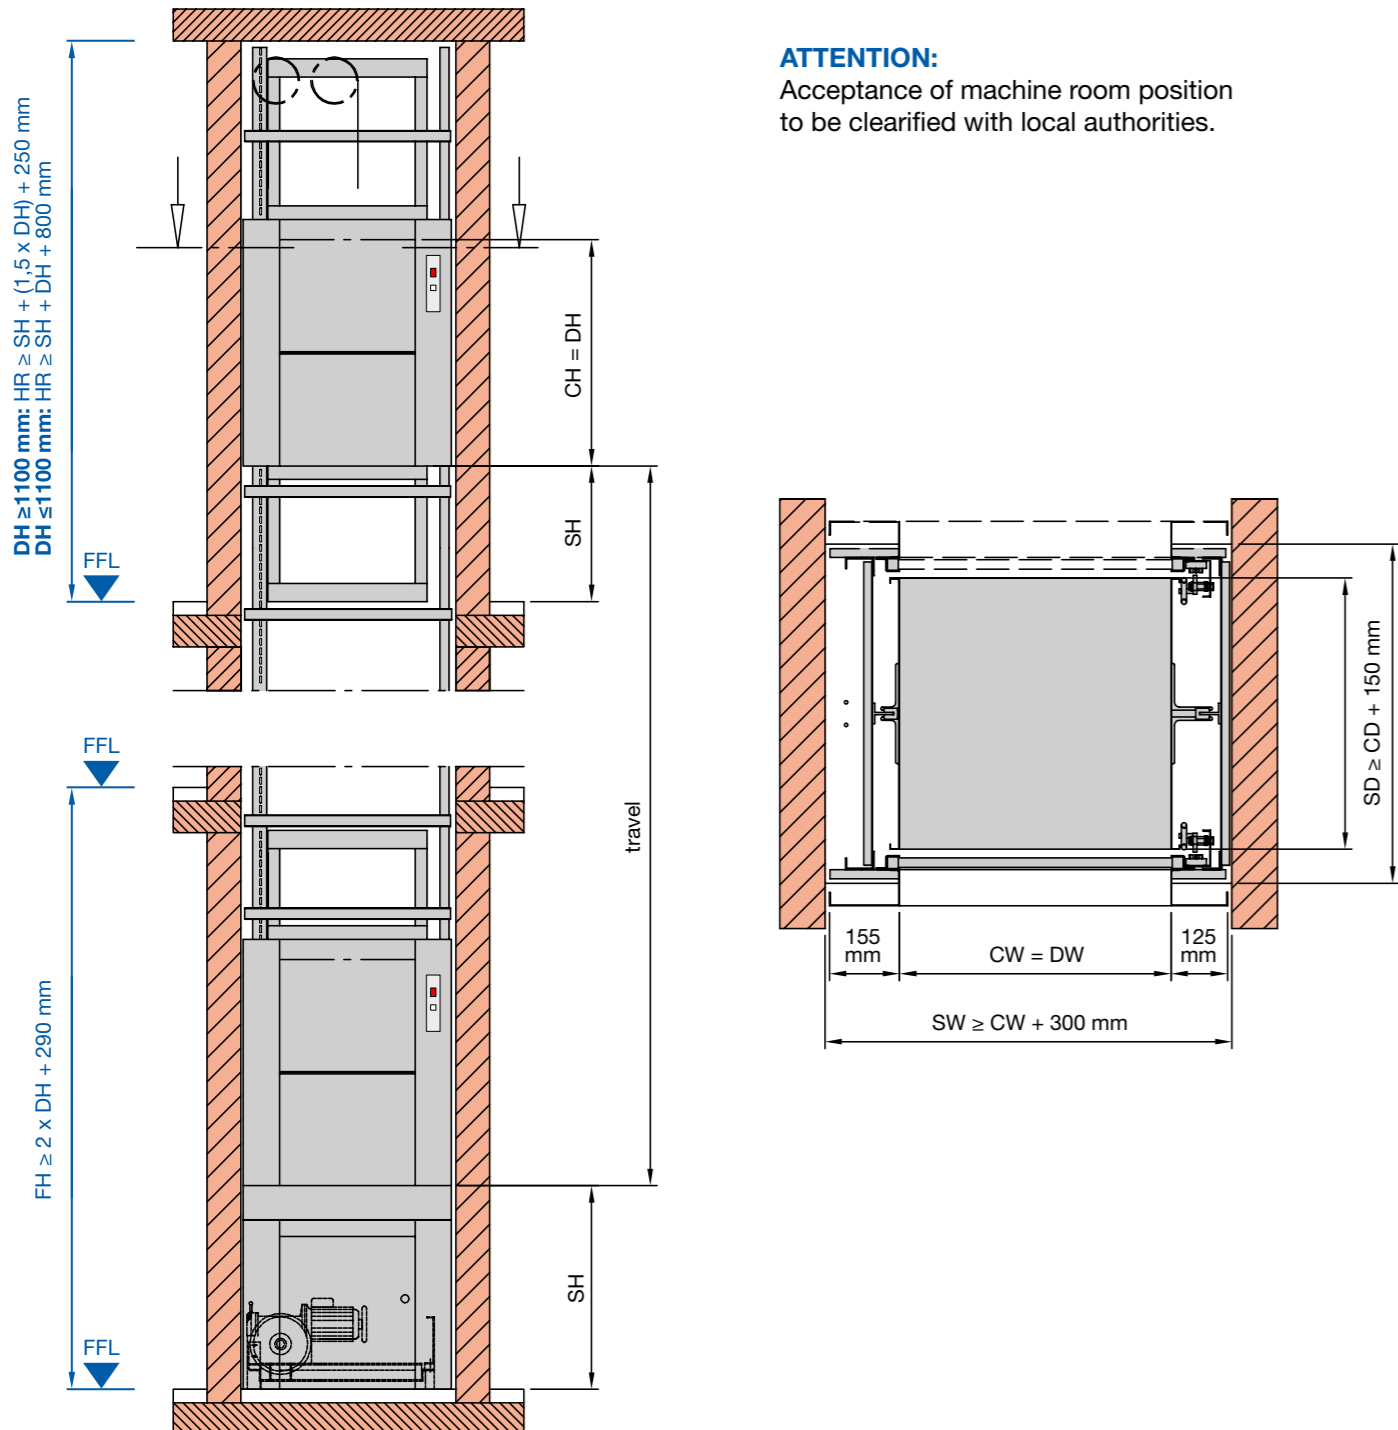 ATTENTION:
Acceptance of machine room position
to be clearified with local authorities.
DH ≥1100 mm: HR ≥ SH + (1,5 x DH) + 250 mm
DH ≤1100 mm: HR ≥ SH + DH + 800 mm
FFL
CH = DH
SH
FFL
travel
FH ≥ 2 x DH + 290 mm
SH
FFL
SD ≥ CD + 150 mm
155
mm
CW = DW
125
mm
SW ≥ CW + 300 mm